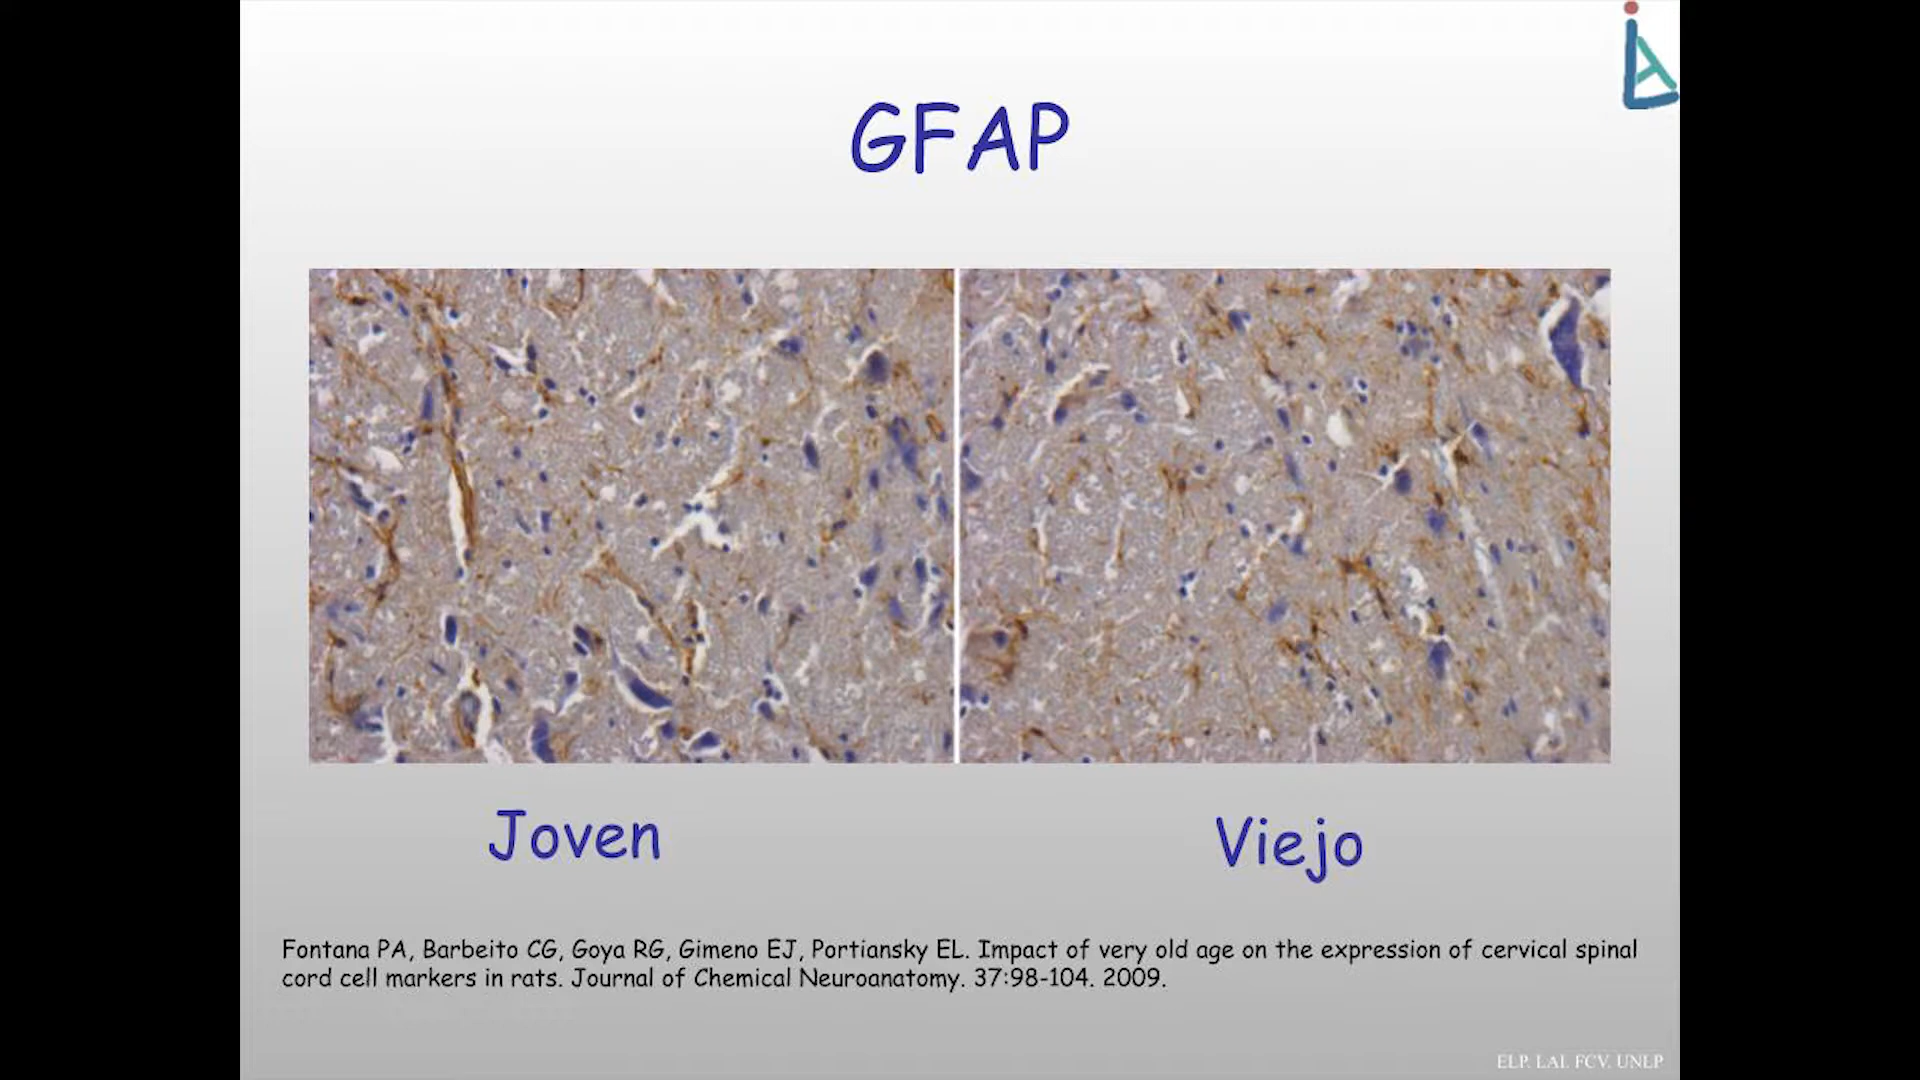 GFAP
Joven
Viejo
Fontana PA, Barbeito CG, Goya RG, Gimeno EJ, Portiansky EL. Impact of very old age on the expression of cervical spinal
cord cell markers in rats. Journal of Chemical Neuroanatomy. 37:98-104. 2009.
ELP. LAI. FCV. UNLP